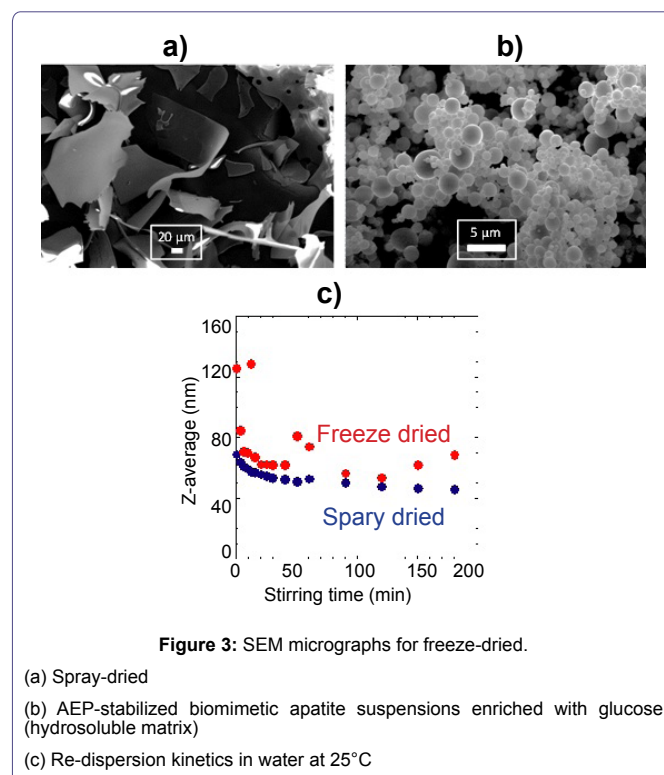 a)
b)
20 µm
5 µm
c)
160
120
80
40
0
Z-average (nm)
Freeze dried
Spary dried
0 50 100 150 200
Stirring time (min)
Figure 3: SEM micrographs for freeze-dried.
(a) Spray-dried
(b) AEP-stabilized biomimetic apatite suspensions enriched with glucose
(hydrosoluble matrix)
(c) Re-dispersion kinetics in water at 25°C